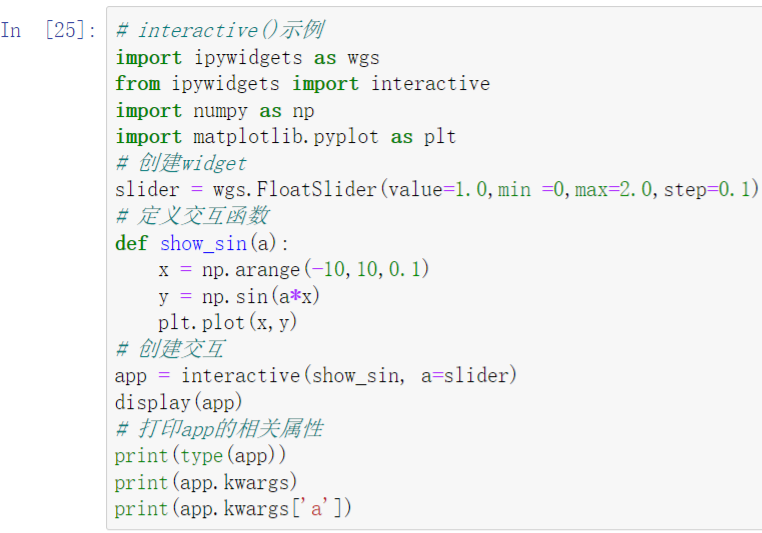 In [25]: # interactive()示例
import ipywidgets as wgs
from ipywidgets import interactive
import numpy as np
import matplotlib.pyplot as plt
# 创建widget
slider = wgs.FloatSlider(value=1.0,min =0,max=2.0,step=0.1)
# 定义交互函数
def show_sin(a):
    x = np.arange(-10,10,0.1)
    y = np.sin(a*x)
    plt.plot(x,y)
# 创建交互
app = interactive(show_sin, a=slider)
display(app)
# 打印app的相关属性
print(type(app))
print(app.kwargs)
print(app.kwargs['a'])